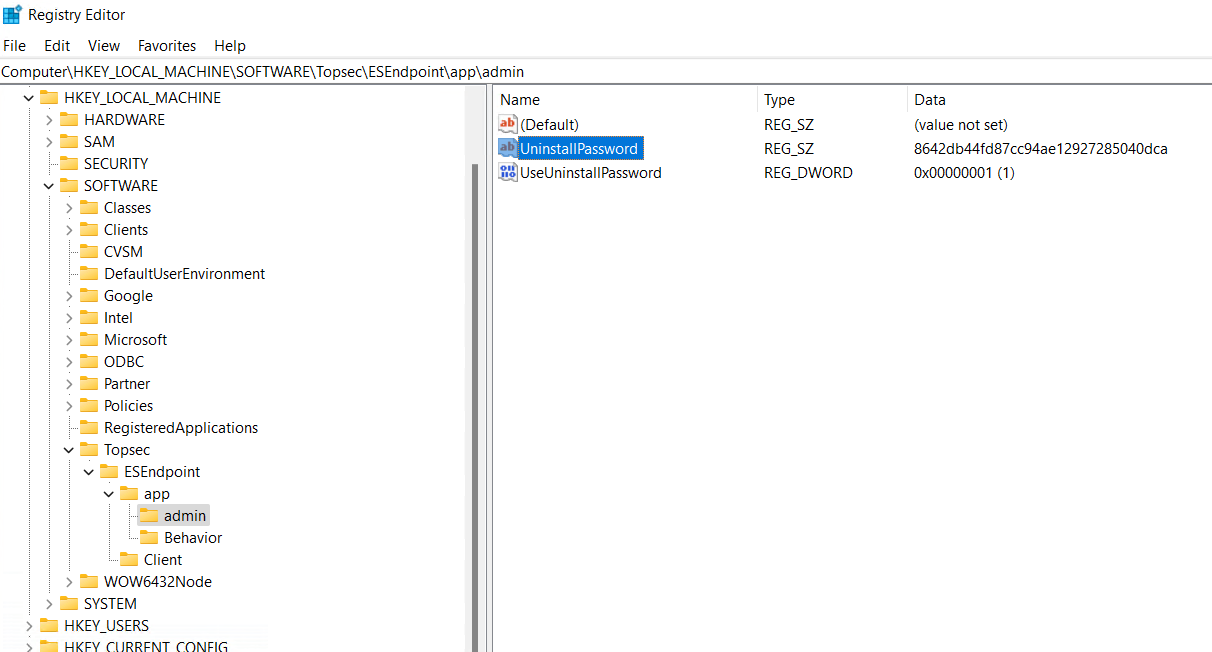 Registry Editor
File Edit View Favorites Help
Computer\HKEY_LOCAL_MACHINE\SOFTWARE\Topsec\ESEndpoint\app\admin
HKEY_LOCAL_MACHINE
HARDWARE
SAM
SECURITY
SOFTWARE
Classes
Clients
CVSM
DefaultUserEnvironment
Google
Intel
Microsoft
ODBC
Partner
Policies
RegisteredApplications
Topsec
ESEndpoint
app
admin
Behavior
Client
WOW6432Node
SYSTEM
HKEY_USERS
HKEY_CURRENT_CONFIG
Name Type Data
ab (Default) REG_SZ (value not set)
ab UninstallPassword REG_SZ 8642db44fd87cc94ae12927285040dca
UseUninstallPassword REG_DWORD 0x00000001 (1)